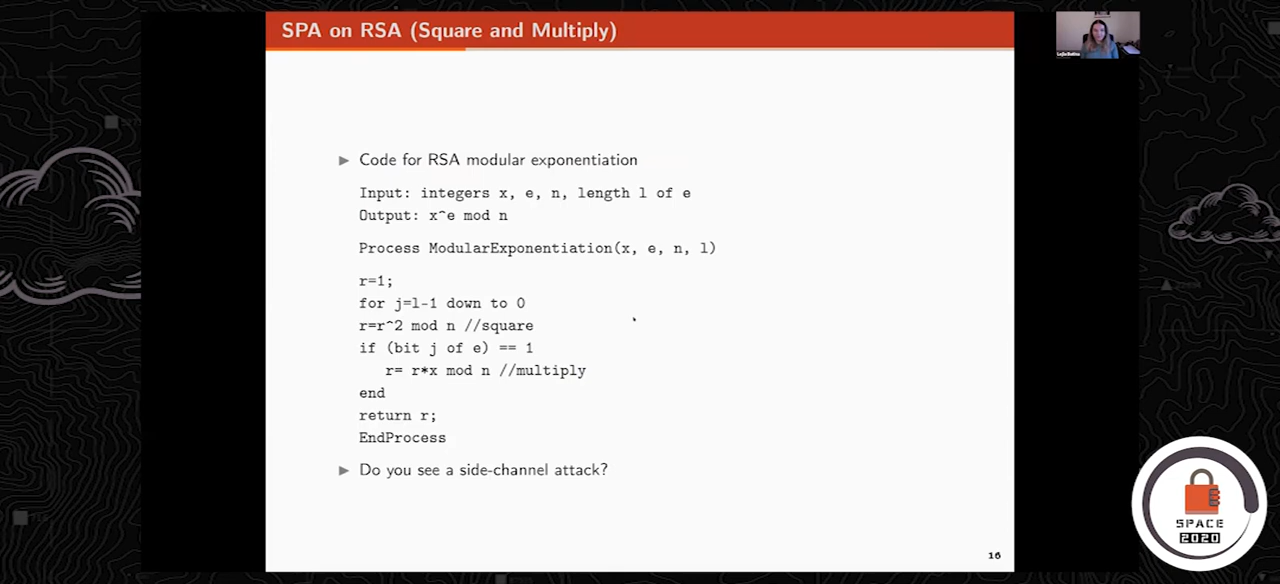 SPA on RSA (Square and Multiply)
Lejla Batina
▶ Code for RSA modular exponentiation
Input: integers x, e, n, length l of e
Output: x^e mod n
Process ModularExponentiation(x, e, n, l)
r=1;
for j=l-1 down to 0
r=r^2 mod n //square
if (bit j of e) == 1
r= r*x mod n //multiply
end
return r;
EndProcess
▶ Do you see a side-channel attack?
SPACE
2020
16